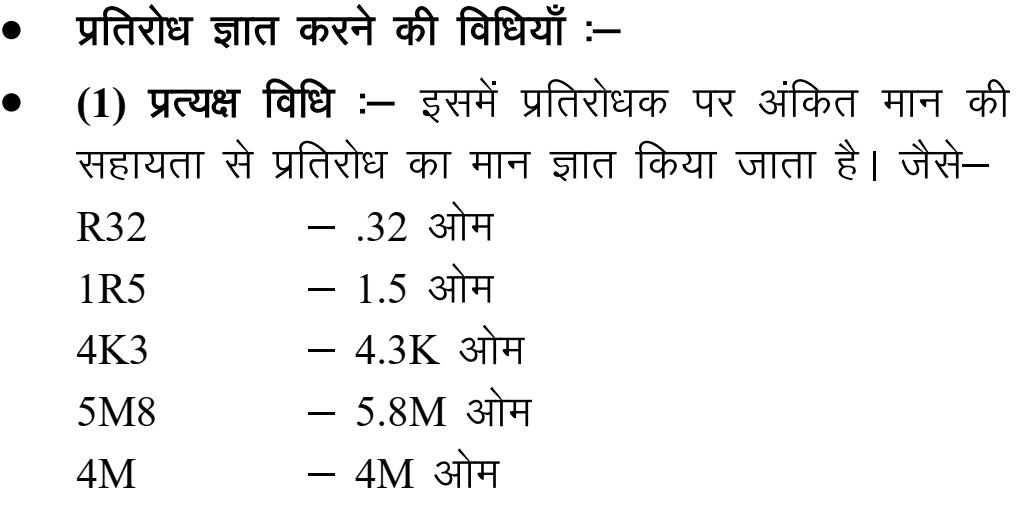 • प्रतिरोध ज्ञात करने की विधियाँ :–
• (1) प्रत्यक्ष विधि :– इसमें प्रतिरोधक पर अंकित मान की
सहायता से प्रतिरोध का मान ज्ञात किया जाता है। जैसे–
R32 – .32 ओम
1R5 – 1.5 ओम
4K3 – 4.3K ओम
5M8 – 5.8M ओम
4M – 4M ओम